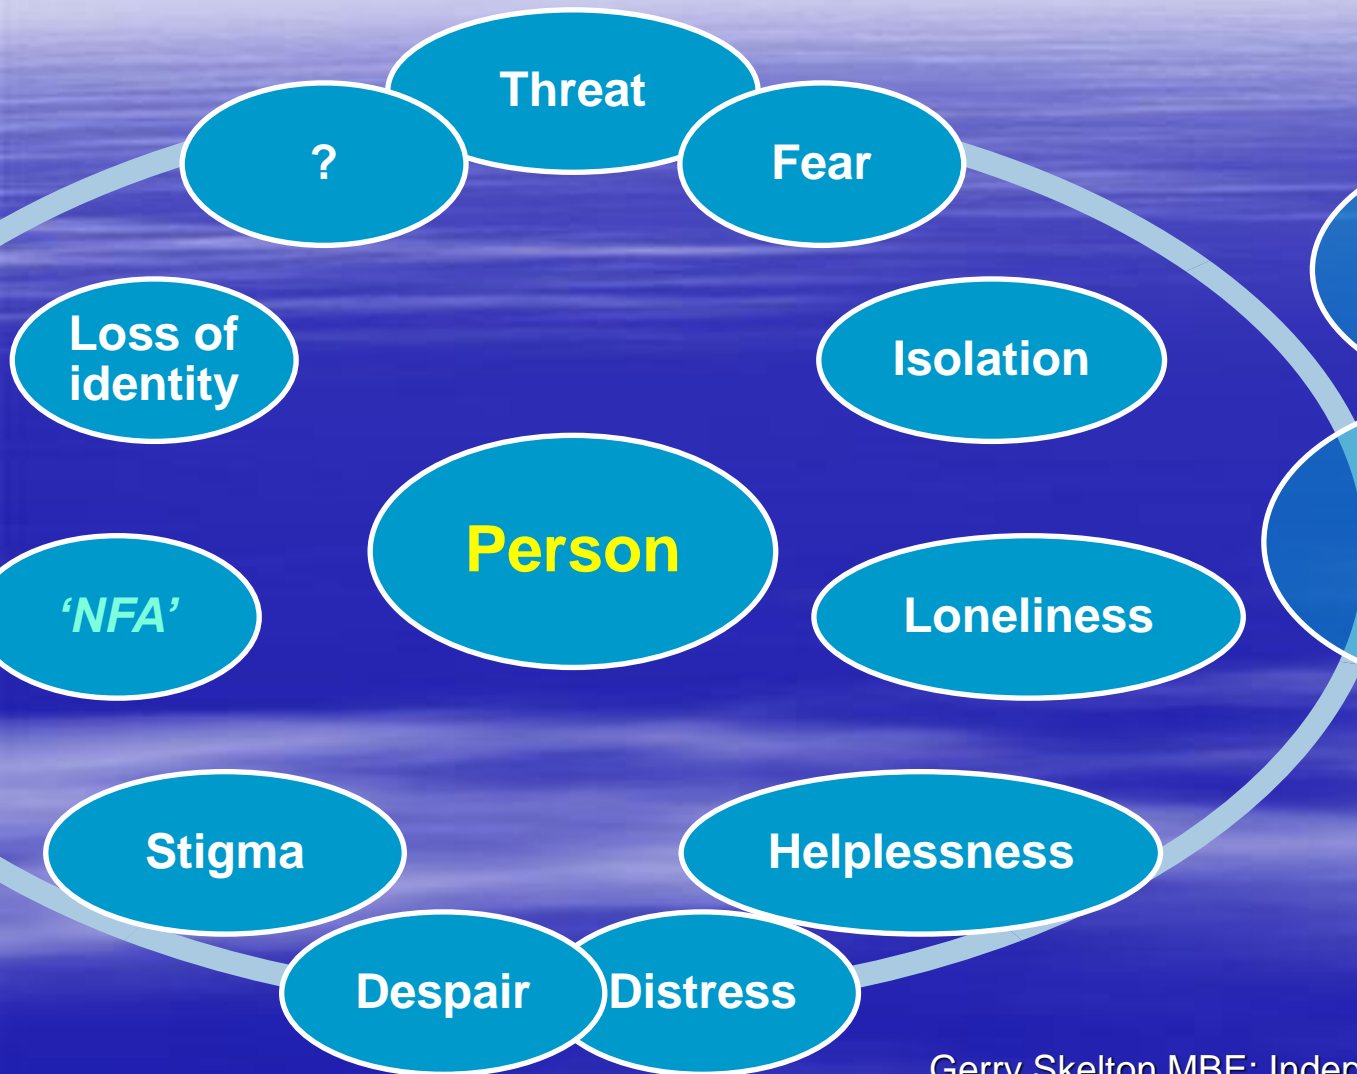 Threat
?
Fear
Loss of
identity
Isolation
Person
‘NFA’
Loneliness
Stigma
Helplessness
Despair
Distress
Gerry Skelton MBE: Indep